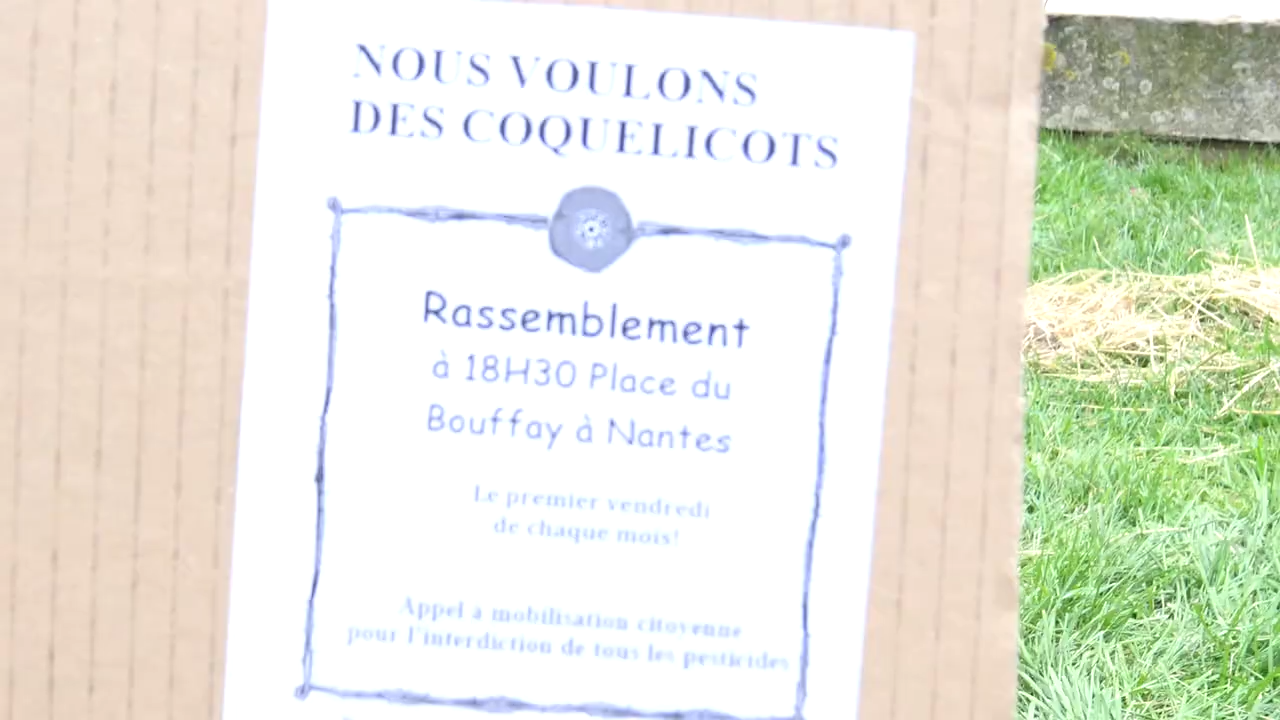 NOUS VOULONS
DES COQUELICOTS
Rassemblement
à 18H30 Place du
Bouffay à Nantes
Le premier vendredi
de chaque mois!
Appel à mobilisation citoyenne
pour l'interdiction de tous les pesticides